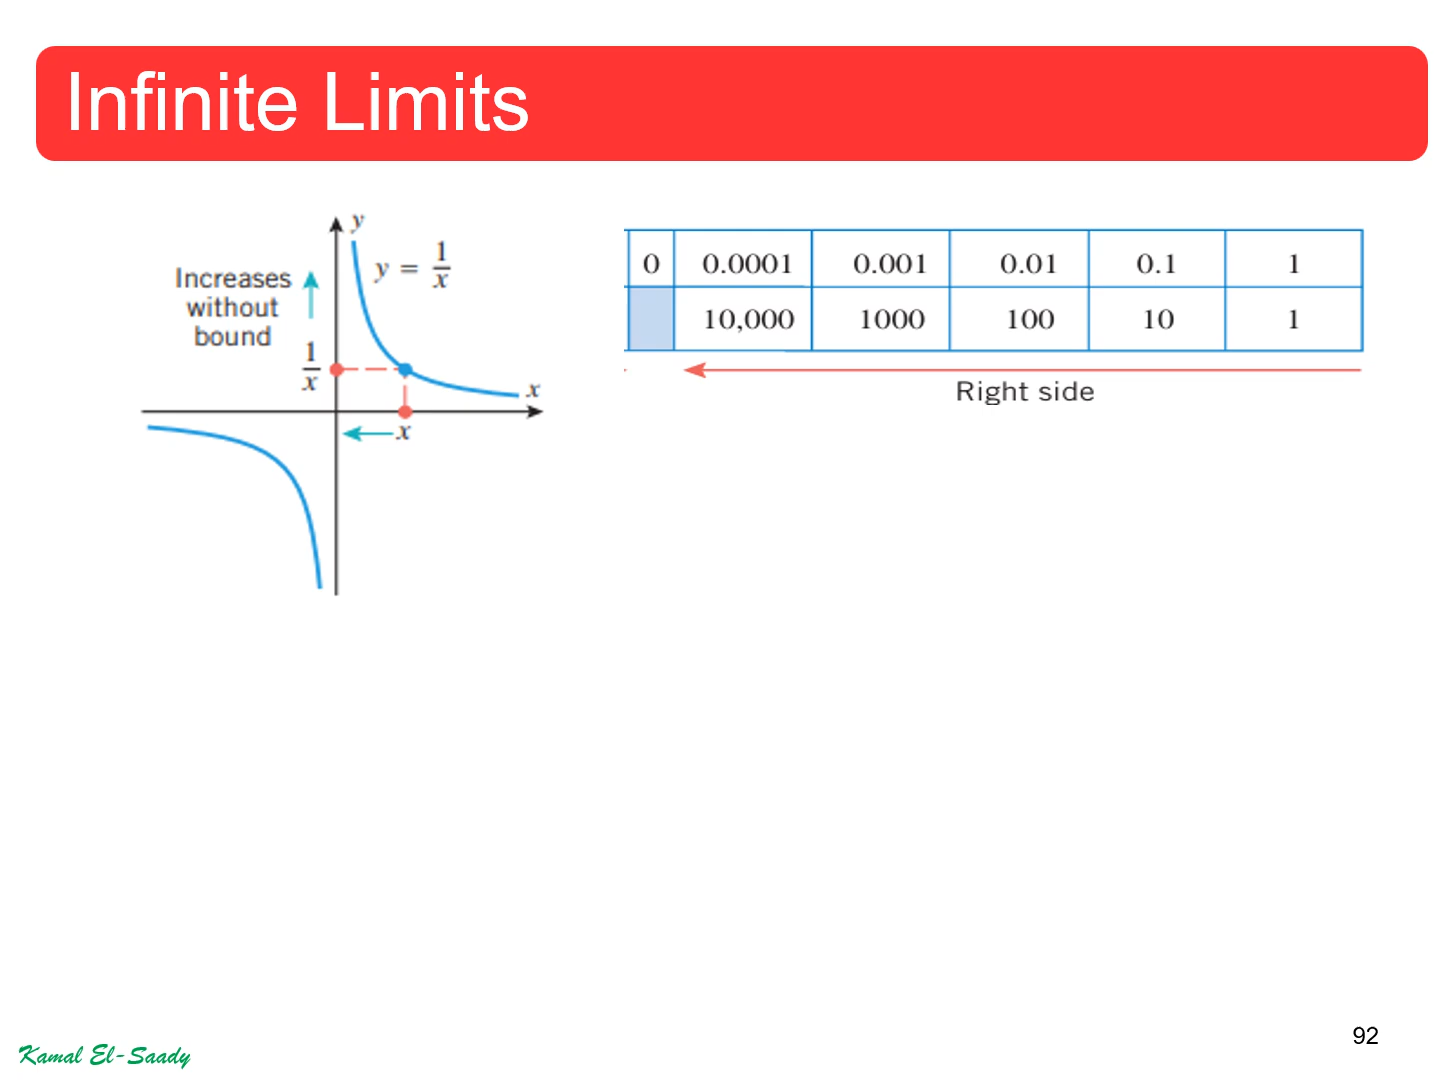 Infinite Limits
y
y = 1/x
Increases
without
bound
1/x
x
x
0 0.0001 0.001 0.01 0.1 1
10,000 1000 100 10 1
Right side
92
Kamal El-Saady